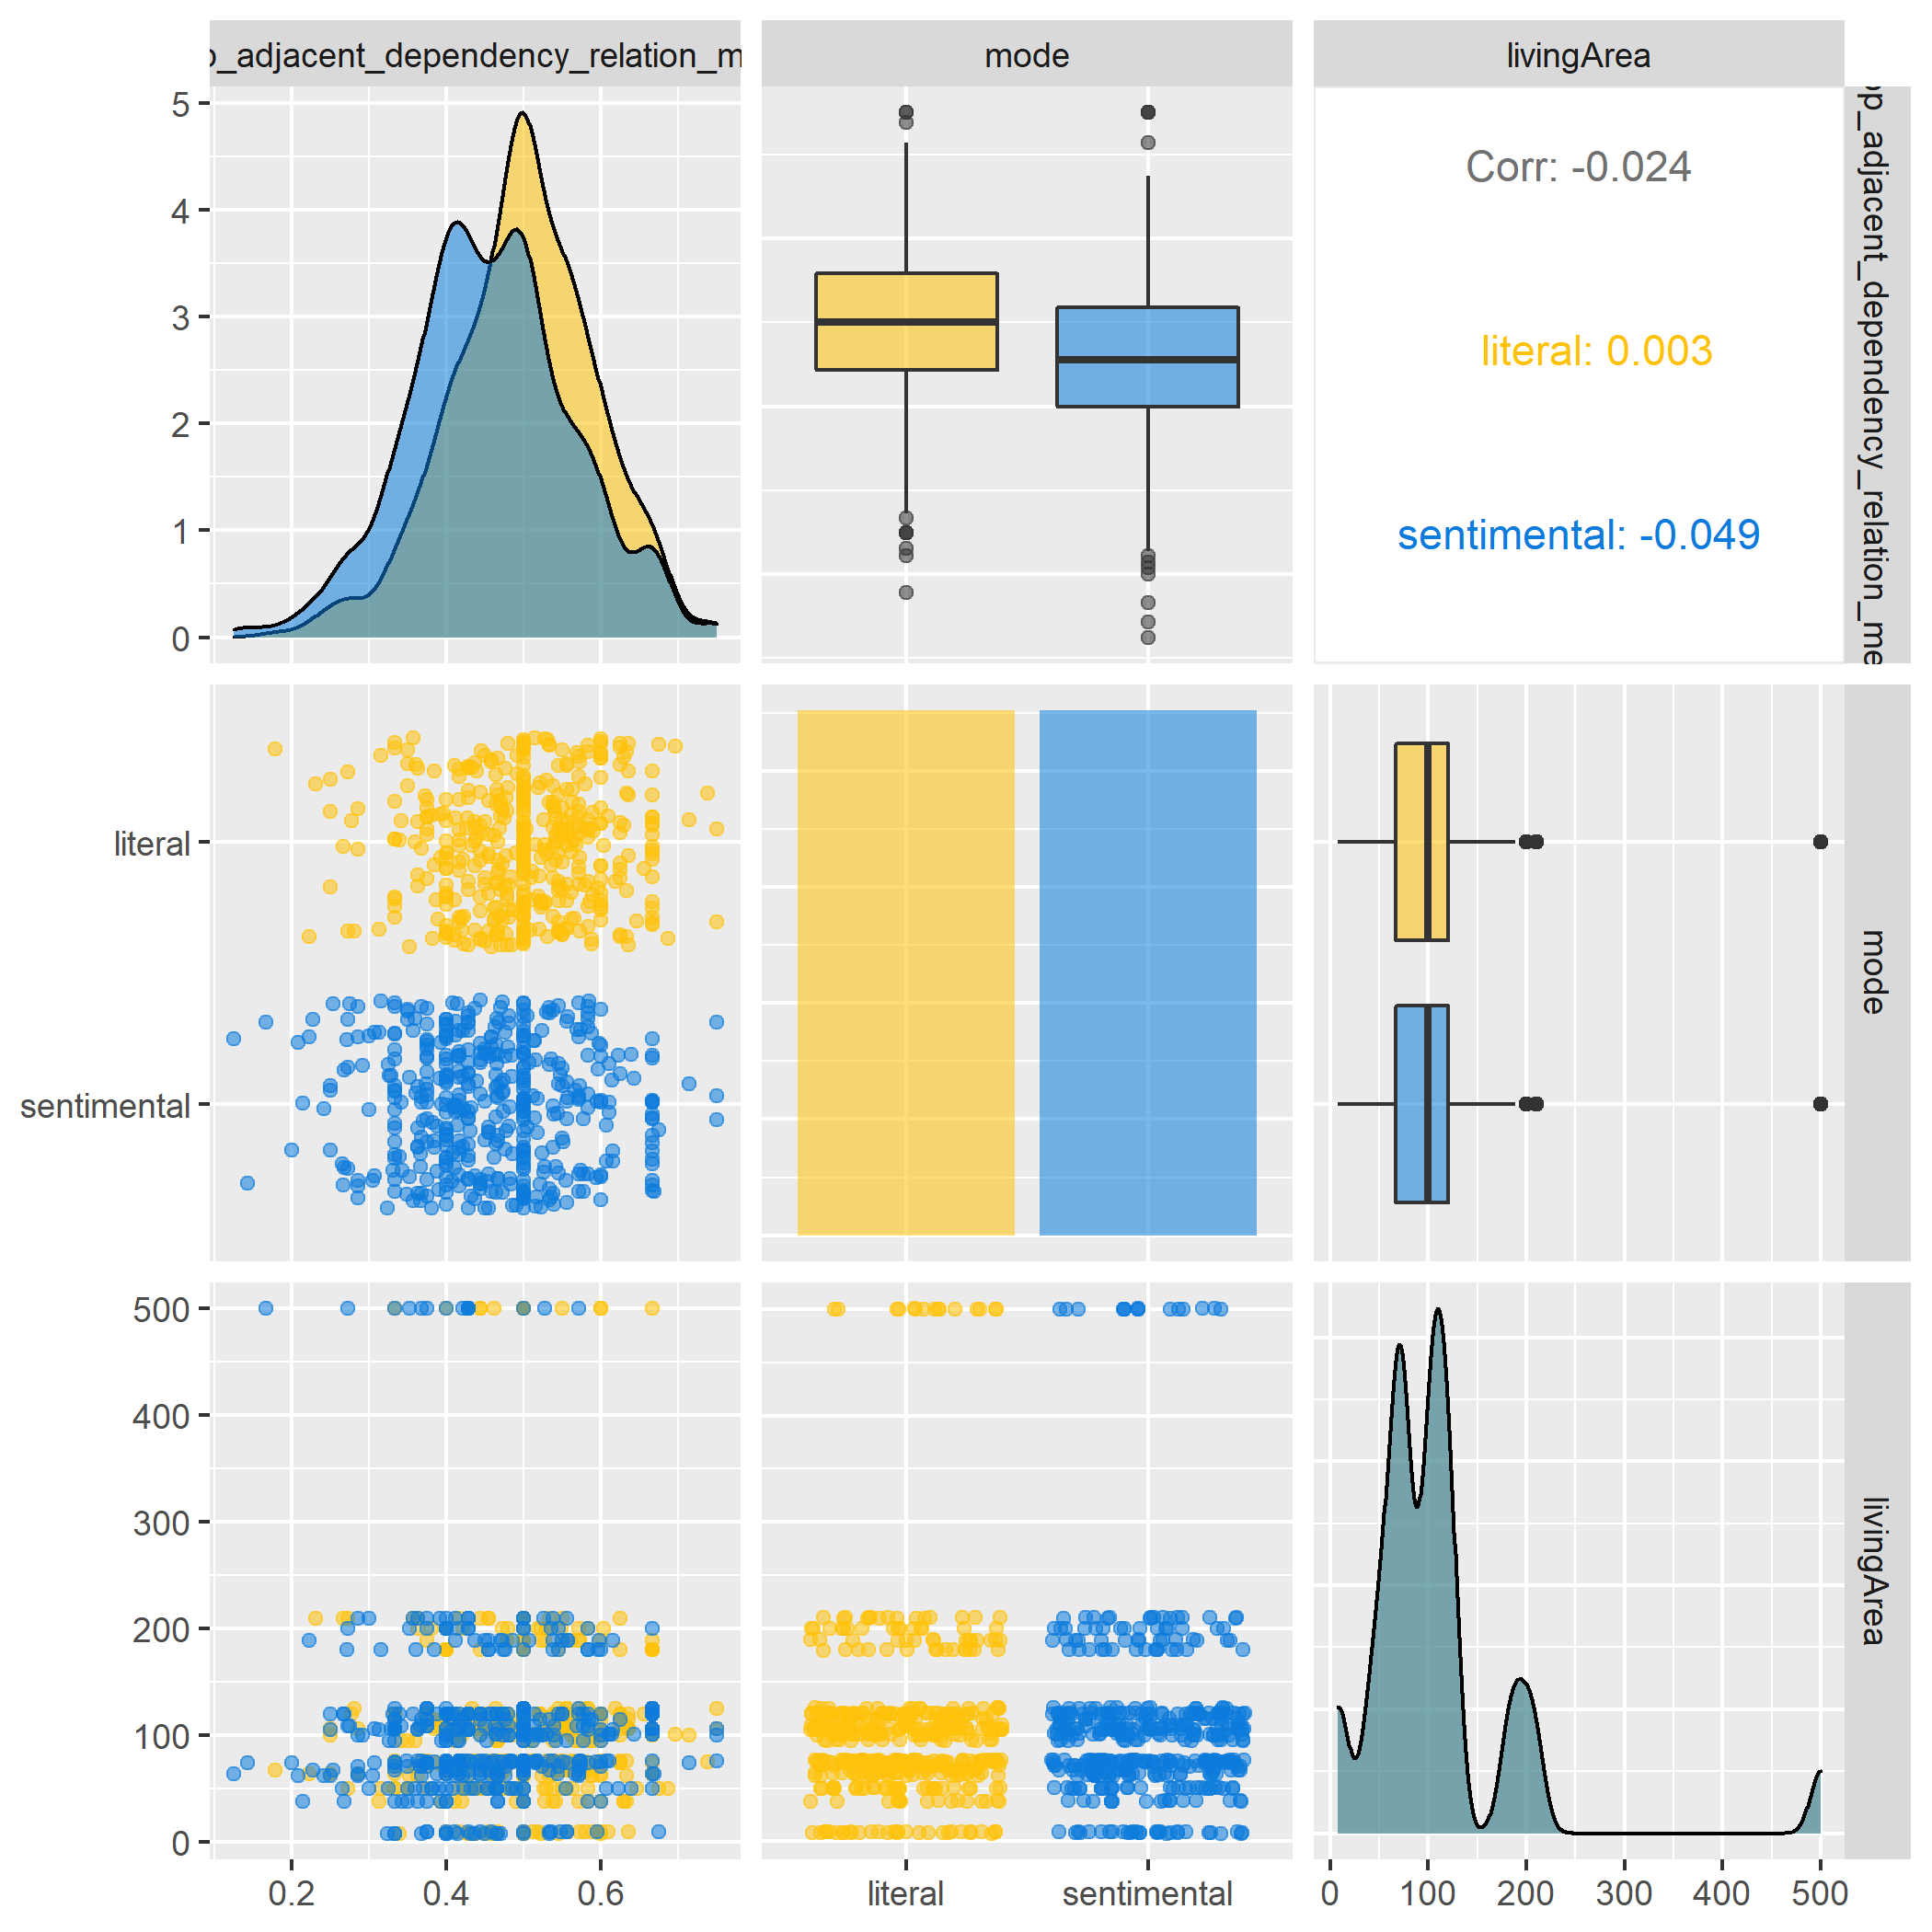 p_adjacent_dependency_relation_m
mode
livingArea
5
4
3
2
1
0
Corr: -0.024
literal: 0.003
sentimental: -0.049
pp_adjacent_dependency_relation_me
literal
sentimental
mode
500
400
300
200
100
0
livingArea
0.2 0.4 0.6
literal sentimental
0 100 200 300 400 500